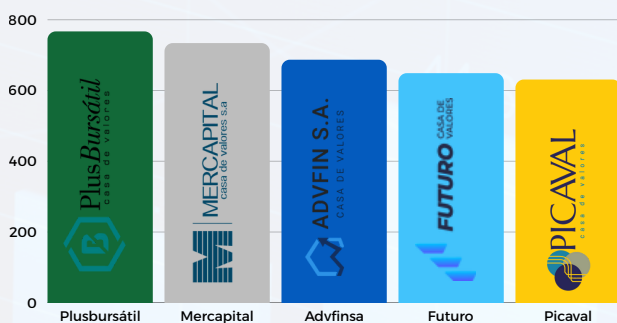 800
600
400
200
0
PlusBursátil
casa de valores
MERCAPITAL
casa de valores s.a
ADVFIN S.A.
CASA DE VALORES
FUTURO
CASA DE
VALORES
PICAVAL
casa de valores
Plusbursátil
Mercapital
Advfinsa
Futuro
Picaval